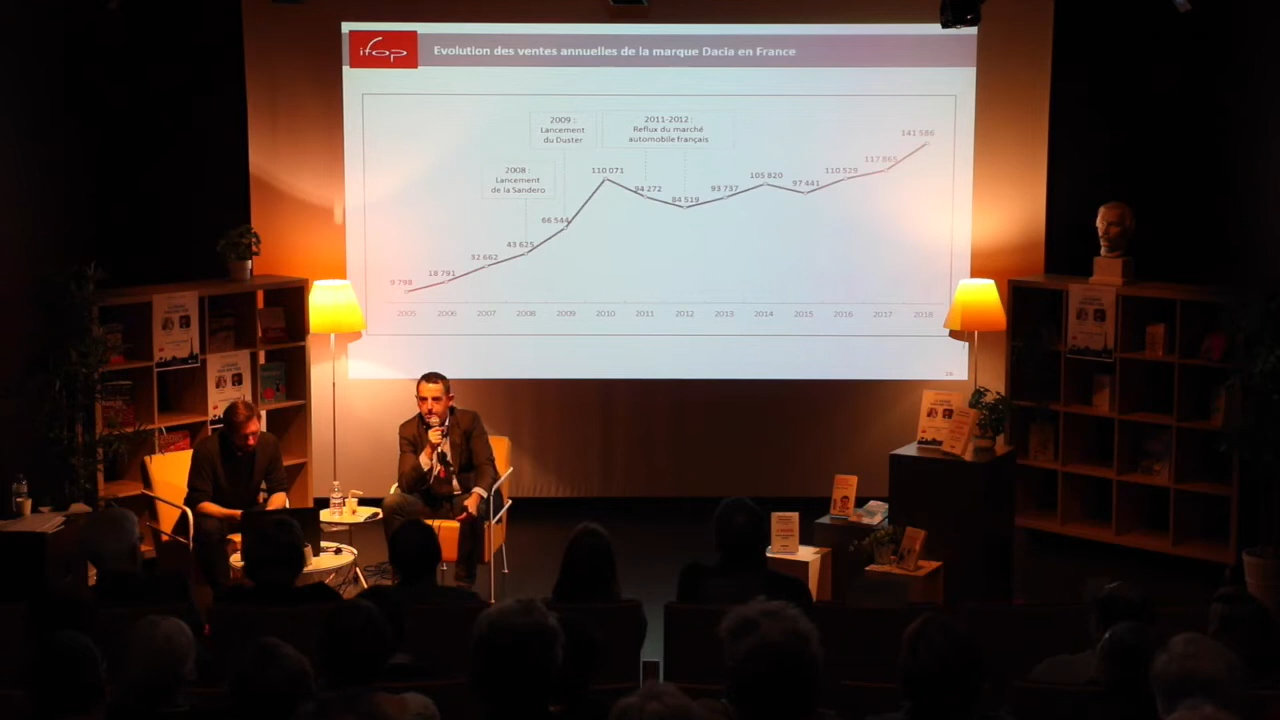 ifop
Evolution des ventes annuelles de la marque Dacia en France
2009 :
Lancement
du Duster
2011-2012 :
Reflux du marché
automobile français
2008 :
Lancement
de la Sandero
9 798
18 791
32 662
43 625
66 544
110 071
94 272
84 519
93 737
105 820
97 441
110 529
117 865
141 586
2005 2006 2007 2008 2009 2010 2011 2012 2013 2014 2015 2016 2017 2018
16